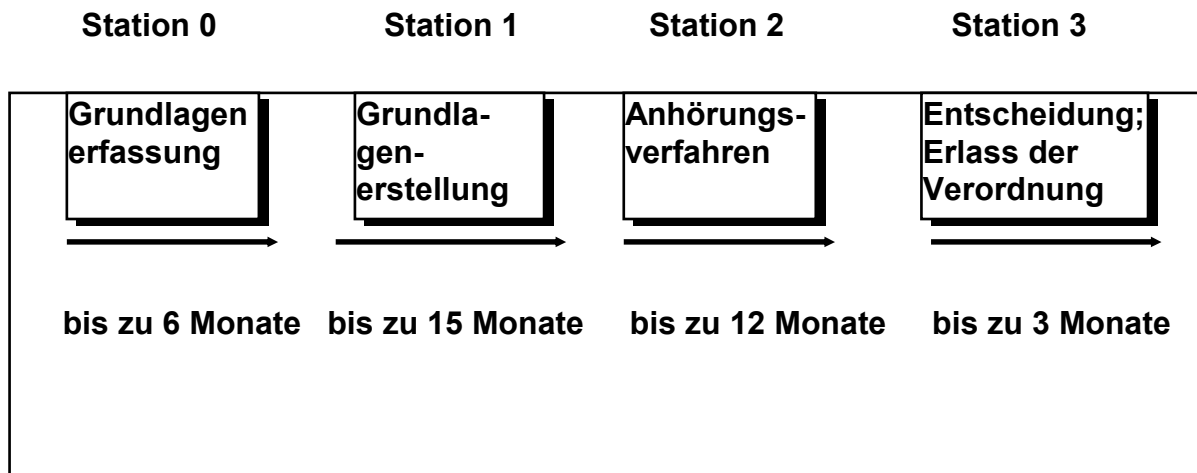 Station 0 Station 1 Station 2 Station 3
Grundlagen
erfassung
Grundla-
gen-
erstellung
Anhörungs-
verfahren
Entscheidung;
Erlass der
Verordnung
bis zu 6 Monate bis zu 15 Monate bis zu 12 Monate bis zu 3 Monate